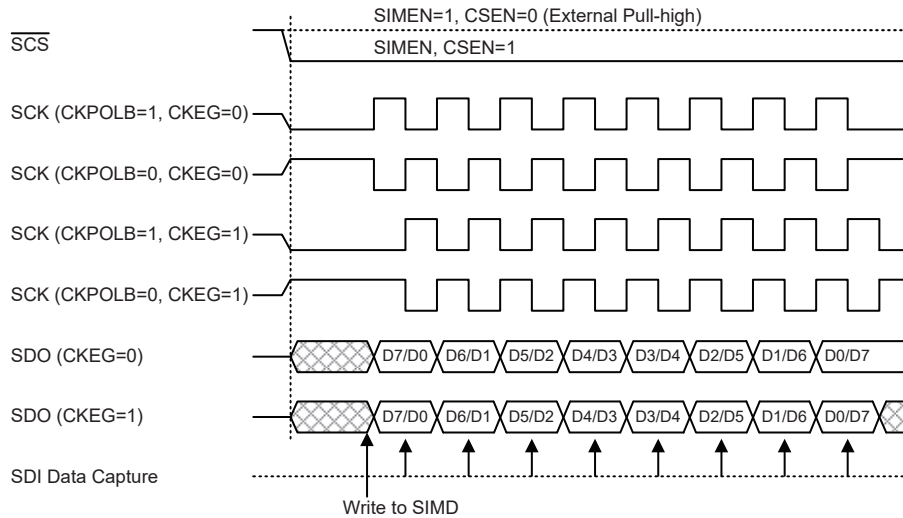 SIMEN=1, CSEN=0 (External Pull-high)
SCS
SIMEN, CSEN=1
SCK (CKPOLB=1, CKEG=0)
SCK (CKPOLB=0, CKEG=0)
SCK (CKPOLB=1, CKEG=1)
SCK (CKPOLB=0, CKEG=1)
SDO (CKEG=0) D7/D0 D6/D1 D5/D2 D4/D3 D3/D4 D2/D5 D1/D6 D0/D7
SDO (CKEG=1) D7/D0 D6/D1 D5/D2 D4/D3 D3/D4 D2/D5 D1/D6 D0/D7
SDI Data Capture
Write to SIMD